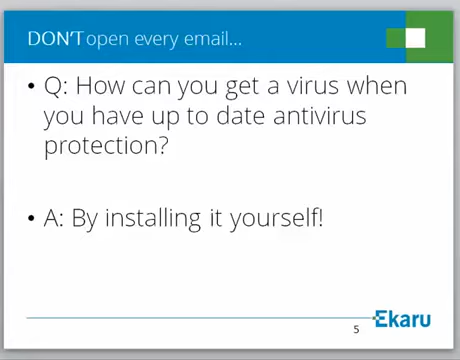 DON'T open every email...
• Q: How can you get a virus when
you have up to date antivirus
protection?
• A: By installing it yourself!
5
Ekaru